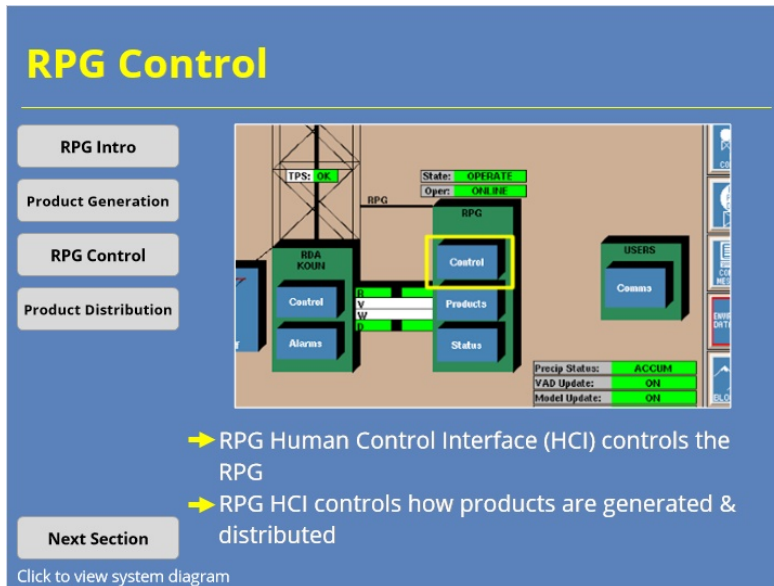 RPG Control
RPG Intro
Product Generation
RPG Control
Product Distribution
TPS: OK
State: OPERATE
Oper: ONLINE
RPG
RPG
RDA
KOUN
Control
Alarms
R
V
W
D
Control
Products
Status
USERS
Comms
Precip Status: ACCUM
VAD Update: ON
Model Update: ON
RPG Human Control Interface (HCI) controls the
RPG
RPG HCI controls how products are generated &
distributed
Next Section
Click to view system diagram